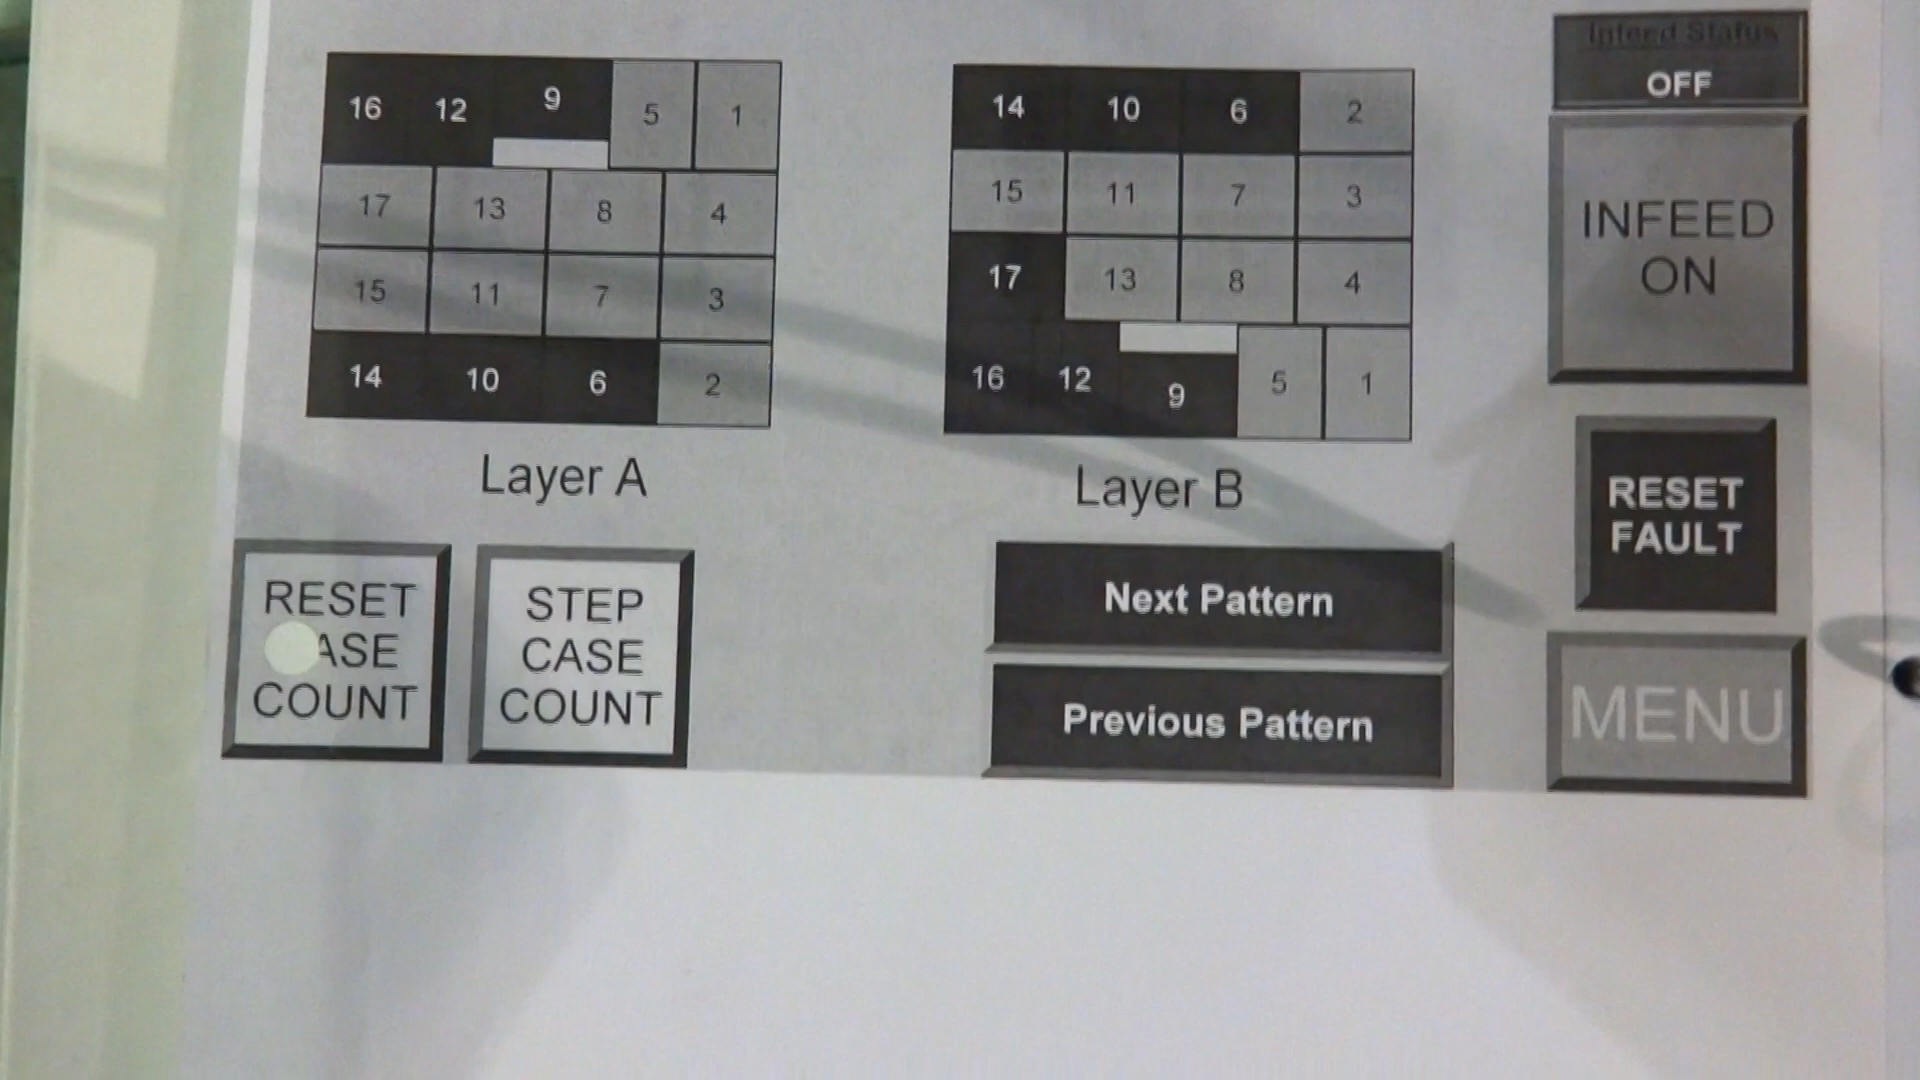 16 12 9 5 1
17 13 8 4
15 11 7 3
14 10 6 2
Layer A
14 10 6 2
15 11 7 3
17 13 8 4
16 12 9 5 1
Layer B
Infeed Status
OFF
INFEED
ON
RESET
FAULT
MENU
RESET
ASE
COUNT
STEP
CASE
COUNT
Next Pattern
Previous Pattern